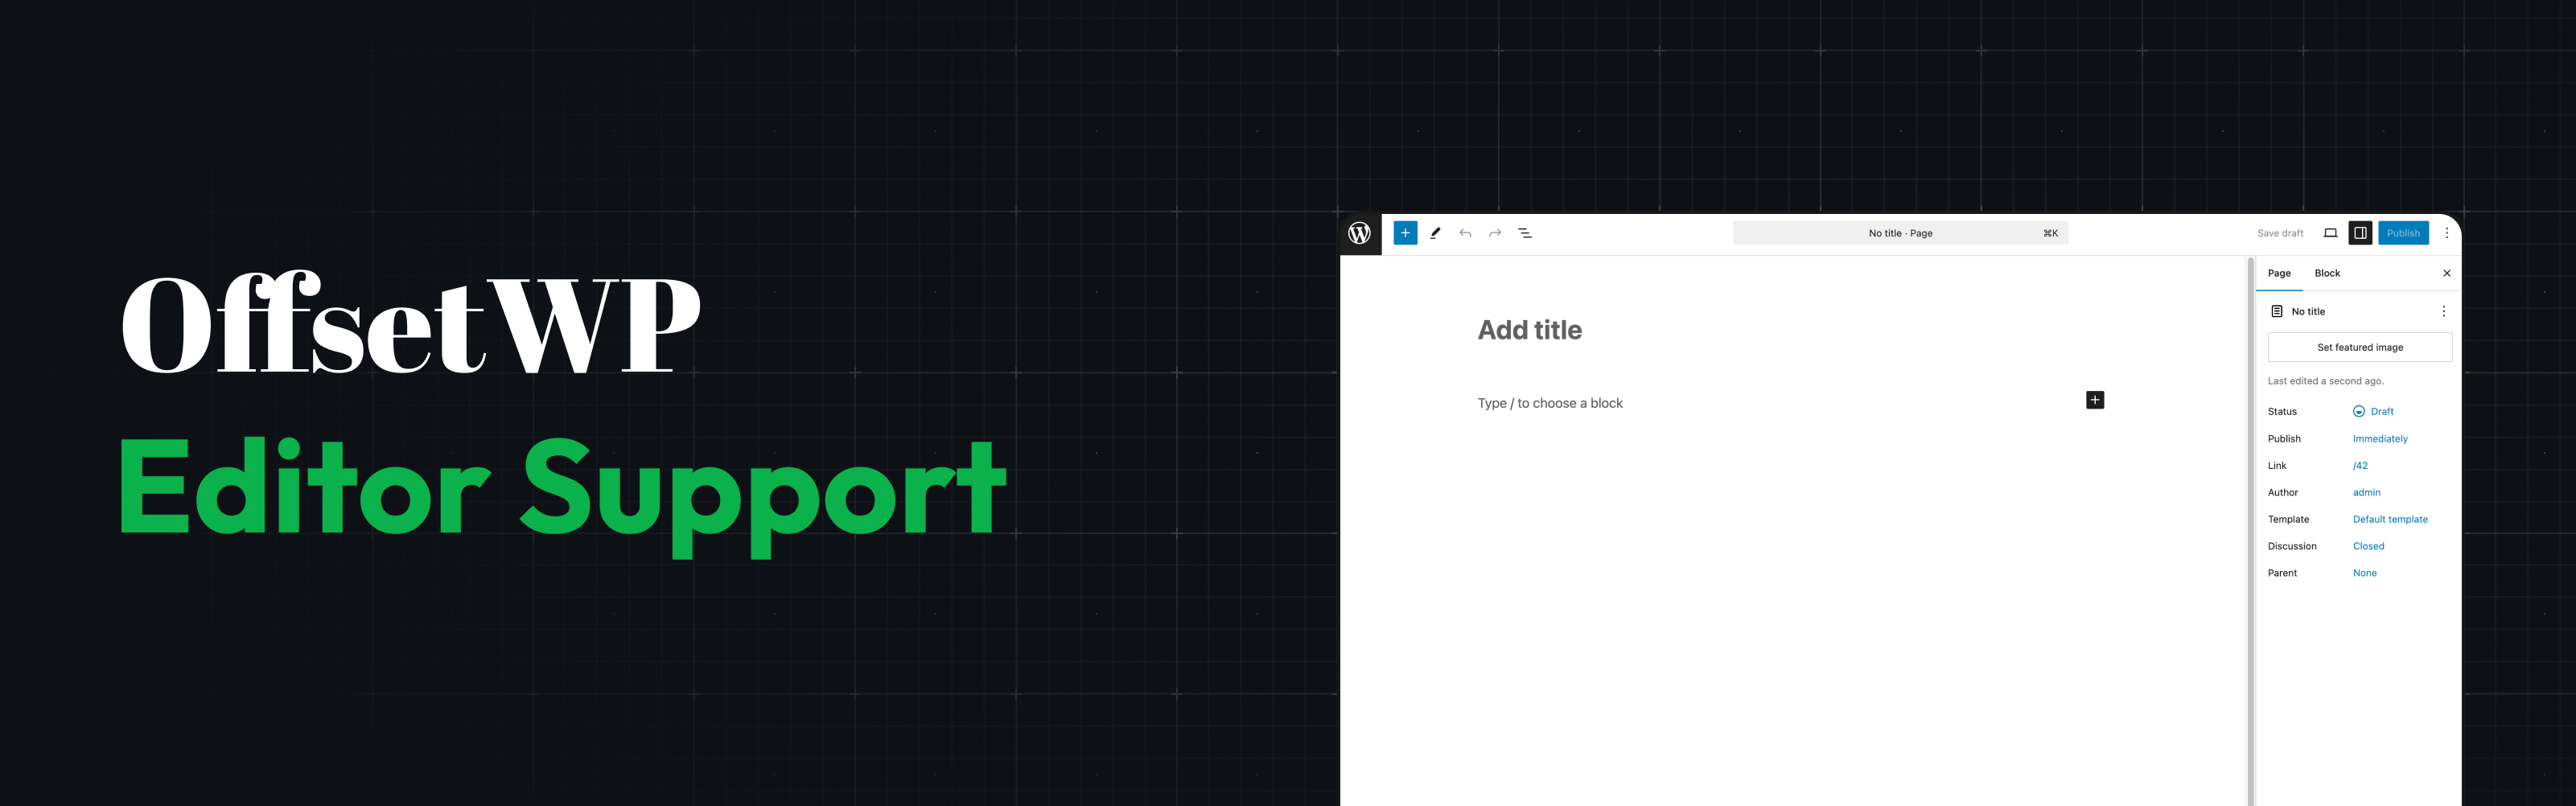 OffsetWP
Editor Support
No title · Page
⌘K
Save draft
Publish
Page
Block
No title
Add title
Set featured image
Last edited a second ago.
Type / to choose a block
Status
Draft
Publish
Immediately
Link
/42
Author
admin
Template
Default template
Discussion
Closed
Parent
None